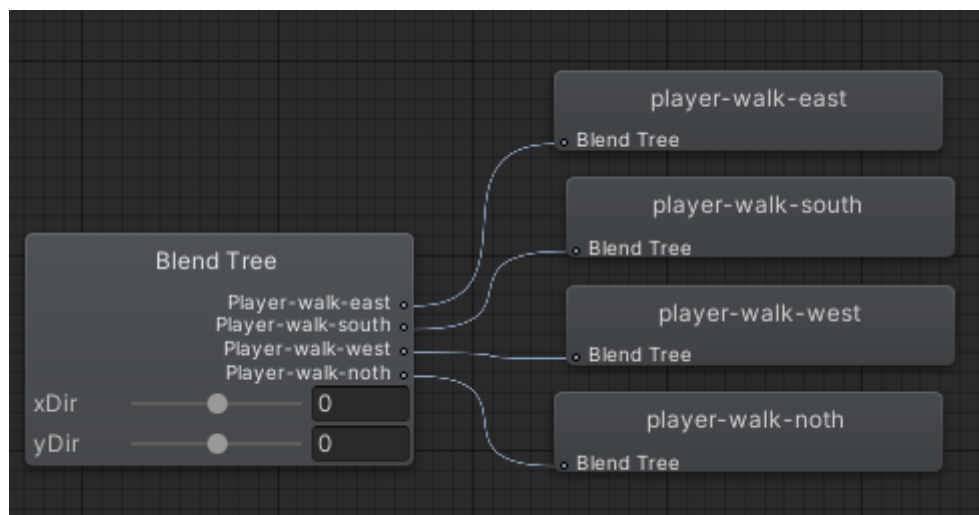 Blend Tree
Player-walk-east
Player-walk-south
Player-walk-west
Player-walk-noth
xDir 0
yDir 0
player-walk-east
Blend Tree
player-walk-south
Blend Tree
player-walk-west
Blend Tree
player-walk-noth
Blend Tree